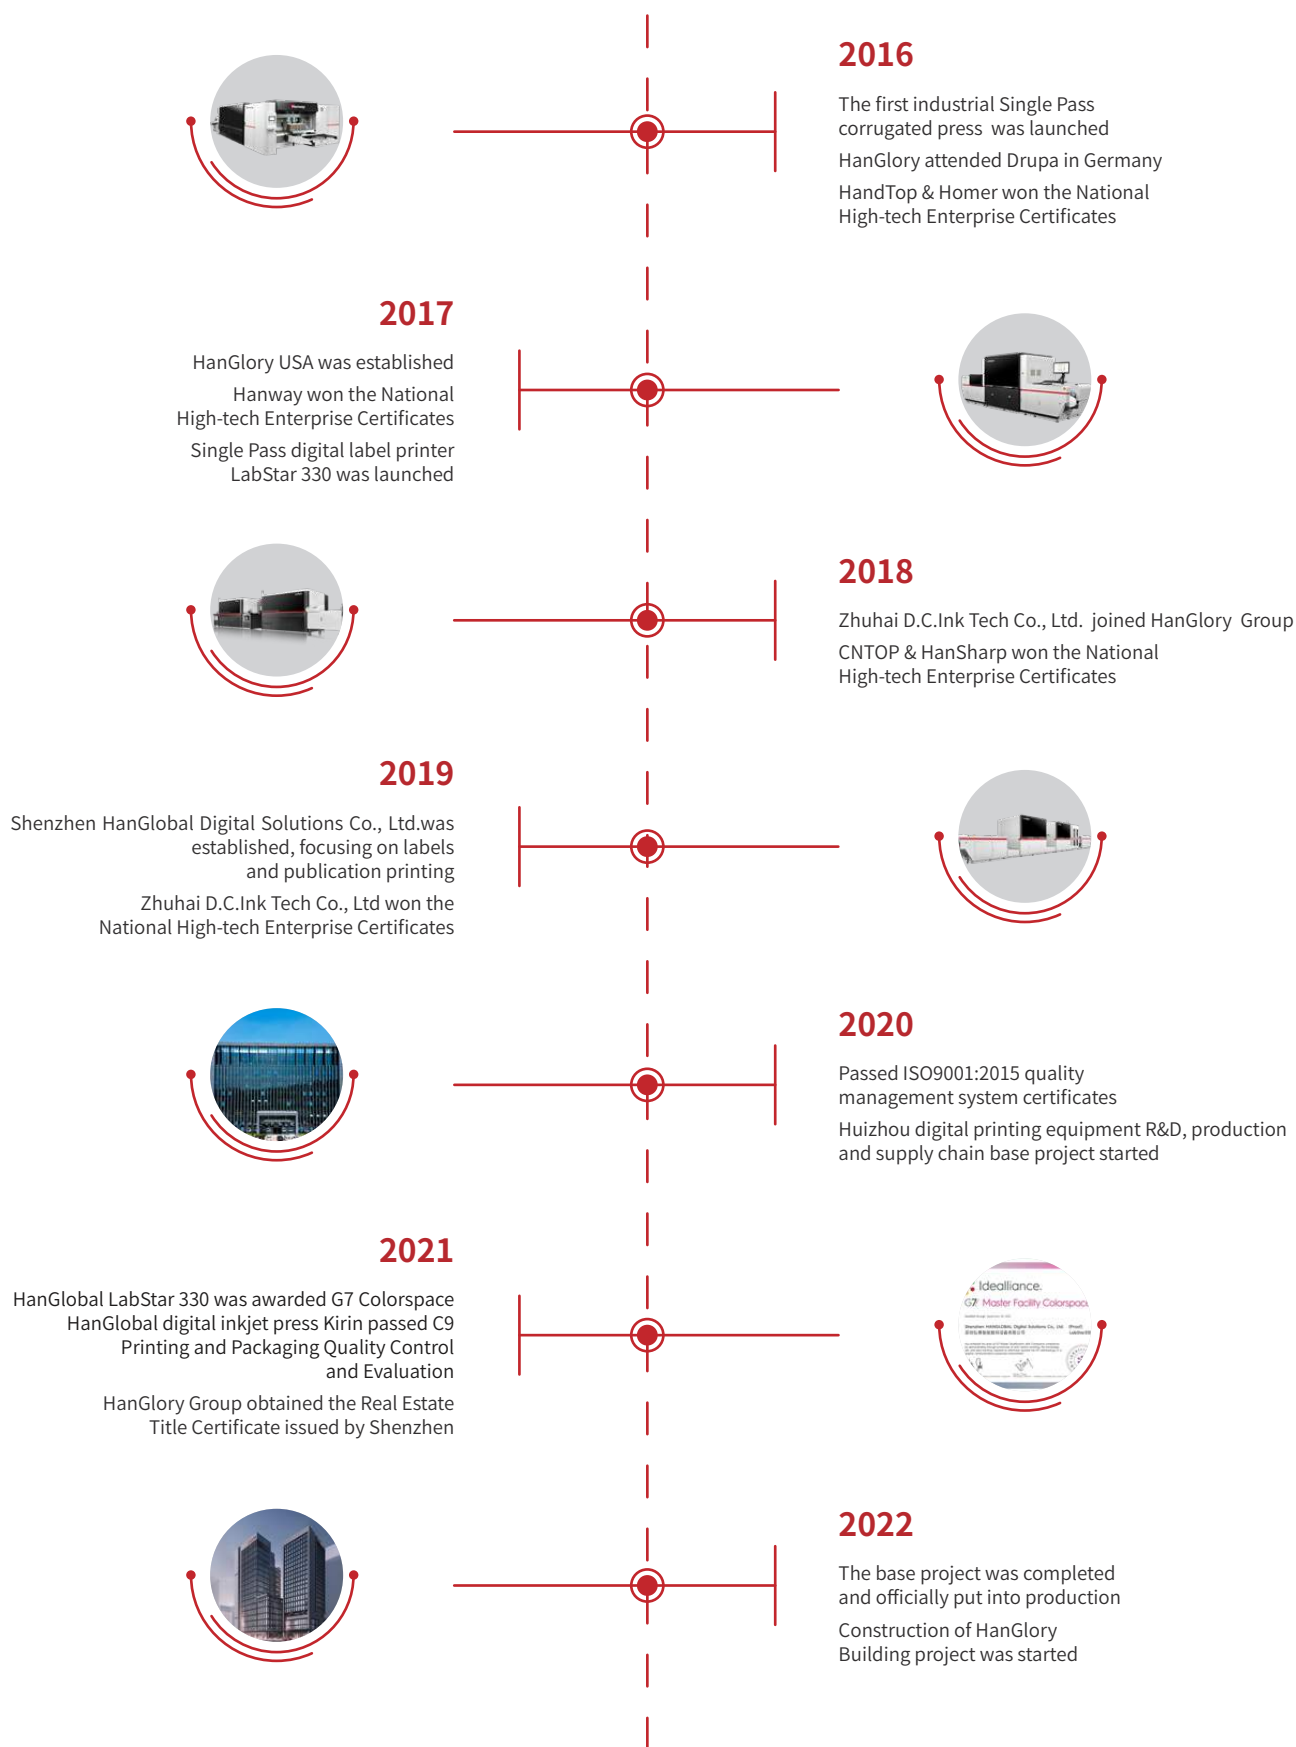 2016
The first industrial Single Pass
corrugated press was launched
HanGlory attended Drupa in Germany
HandTop & Homer won the National
High-tech Enterprise Certificates
2017
HanGlory USA was established
Hanway won the National
High-tech Enterprise Certificates
Single Pass digital label printer
LabStar 330 was launched
2018
Zhuhai D.C.Ink Tech Co., Ltd. joined HanGlory Group
CNTOP & HanSharp won the National
High-tech Enterprise Certificates
2019
Shenzhen HanGlobal Digital Solutions Co., Ltd.was
established, focusing on labels
and publication printing
Zhuhai D.C.Ink Tech Co., Ltd won the
National High-tech Enterprise Certificates
2020
Passed ISO9001:2015 quality
management system certificates
Huizhou digital printing equipment R&D, production
and supply chain base project started
2021
HanGlobal LabStar 330 was awarded G7 Colorspace
HanGlobal digital inkjet press Kirin passed C9
Printing and Packaging Quality Control
and Evaluation
HanGlory Group obtained the Real Estate
Title Certificate issued by Shenzhen
Idealliance.
G7 Master Facility Colorspace
Shenzhen HANGLOBAL Digital Solutions Co., Ltd (Proof)
2022
The base project was completed
and officially put into production
Construction of HanGlory
Building project was started